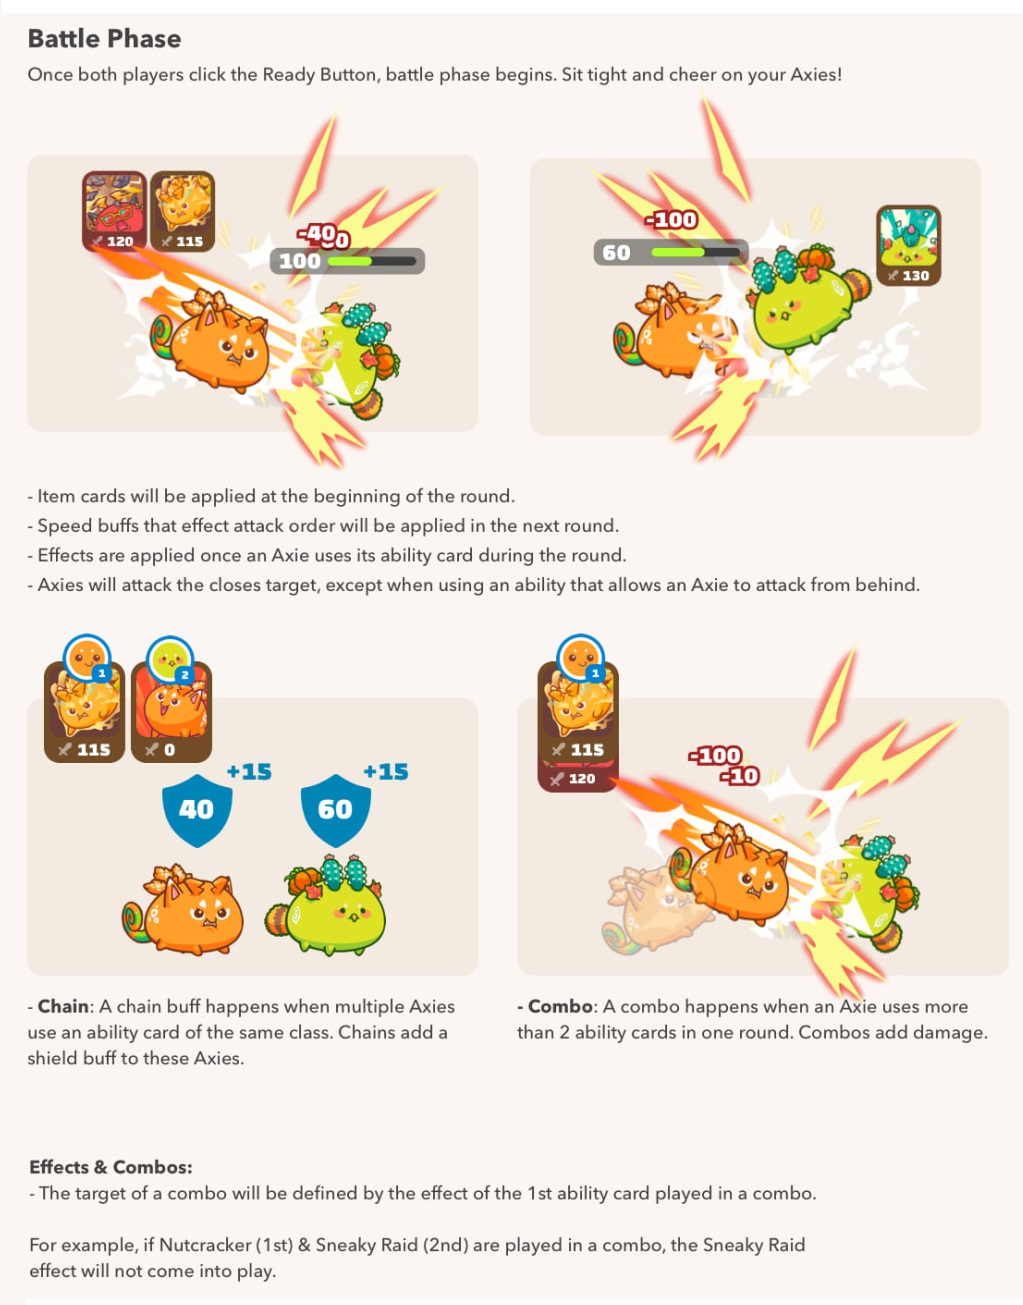 Battle Phase
Once both players click the Ready Button, battle phase begins. Sit tight and cheer on your Axies!
120
115
-40
100
-100
60
130
- Item cards will be applied at the beginning of the round.
- Speed buffs that effect attack order will be applied in the next round.
- Effects are applied once an Axie uses its ability card during the round.
- Axies will attack the closes target, except when using an ability that allows an Axie to attack from behind.
1
2
115
0
+15
+15
40
60
1
115
120
-100
-10
- Chain: A chain buff happens when multiple Axies
use an ability card of the same class. Chains add a
shield buff to these Axies.
- Combo: A combo happens when an Axie uses more
than 2 ability cards in one round. Combos add damage.
Effects & Combos:
- The target of a combo will be defined by the effect of the 1st ability card played in a combo.
For example, if Nutcracker (1st) & Sneaky Raid (2nd) are played in a combo, the Sneaky Raid
effect will not come into play.